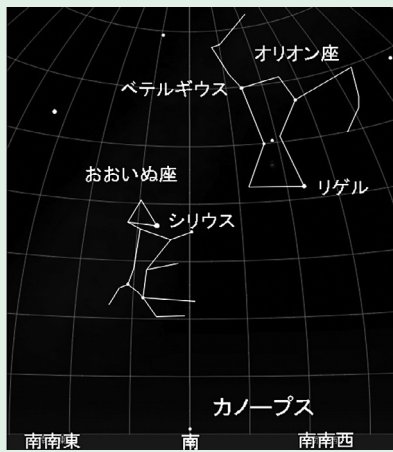 オリオン座
ベテルギウス
リゲル
おおいぬ座
シリウス
カノープス
南南東 南 南南西